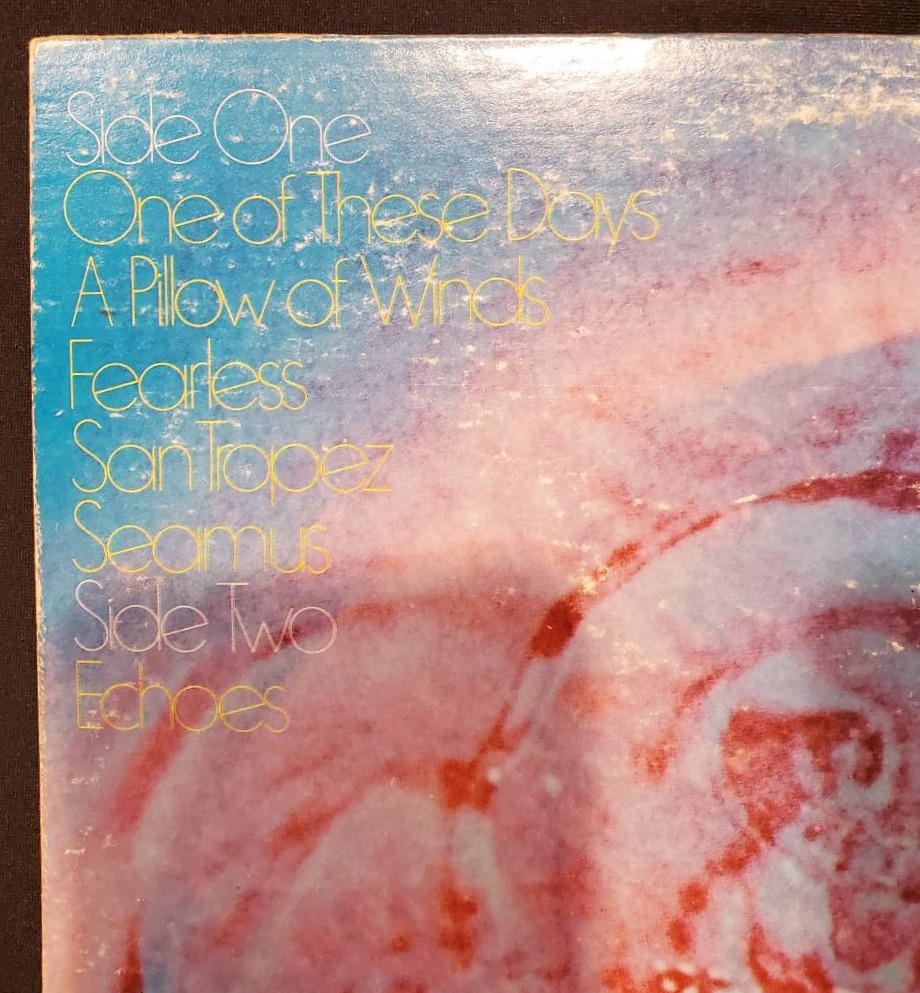 Side One
One of These Days
A Pillow of Winds
Fearless
San Tropez
Seamus
Side Two
Echoes